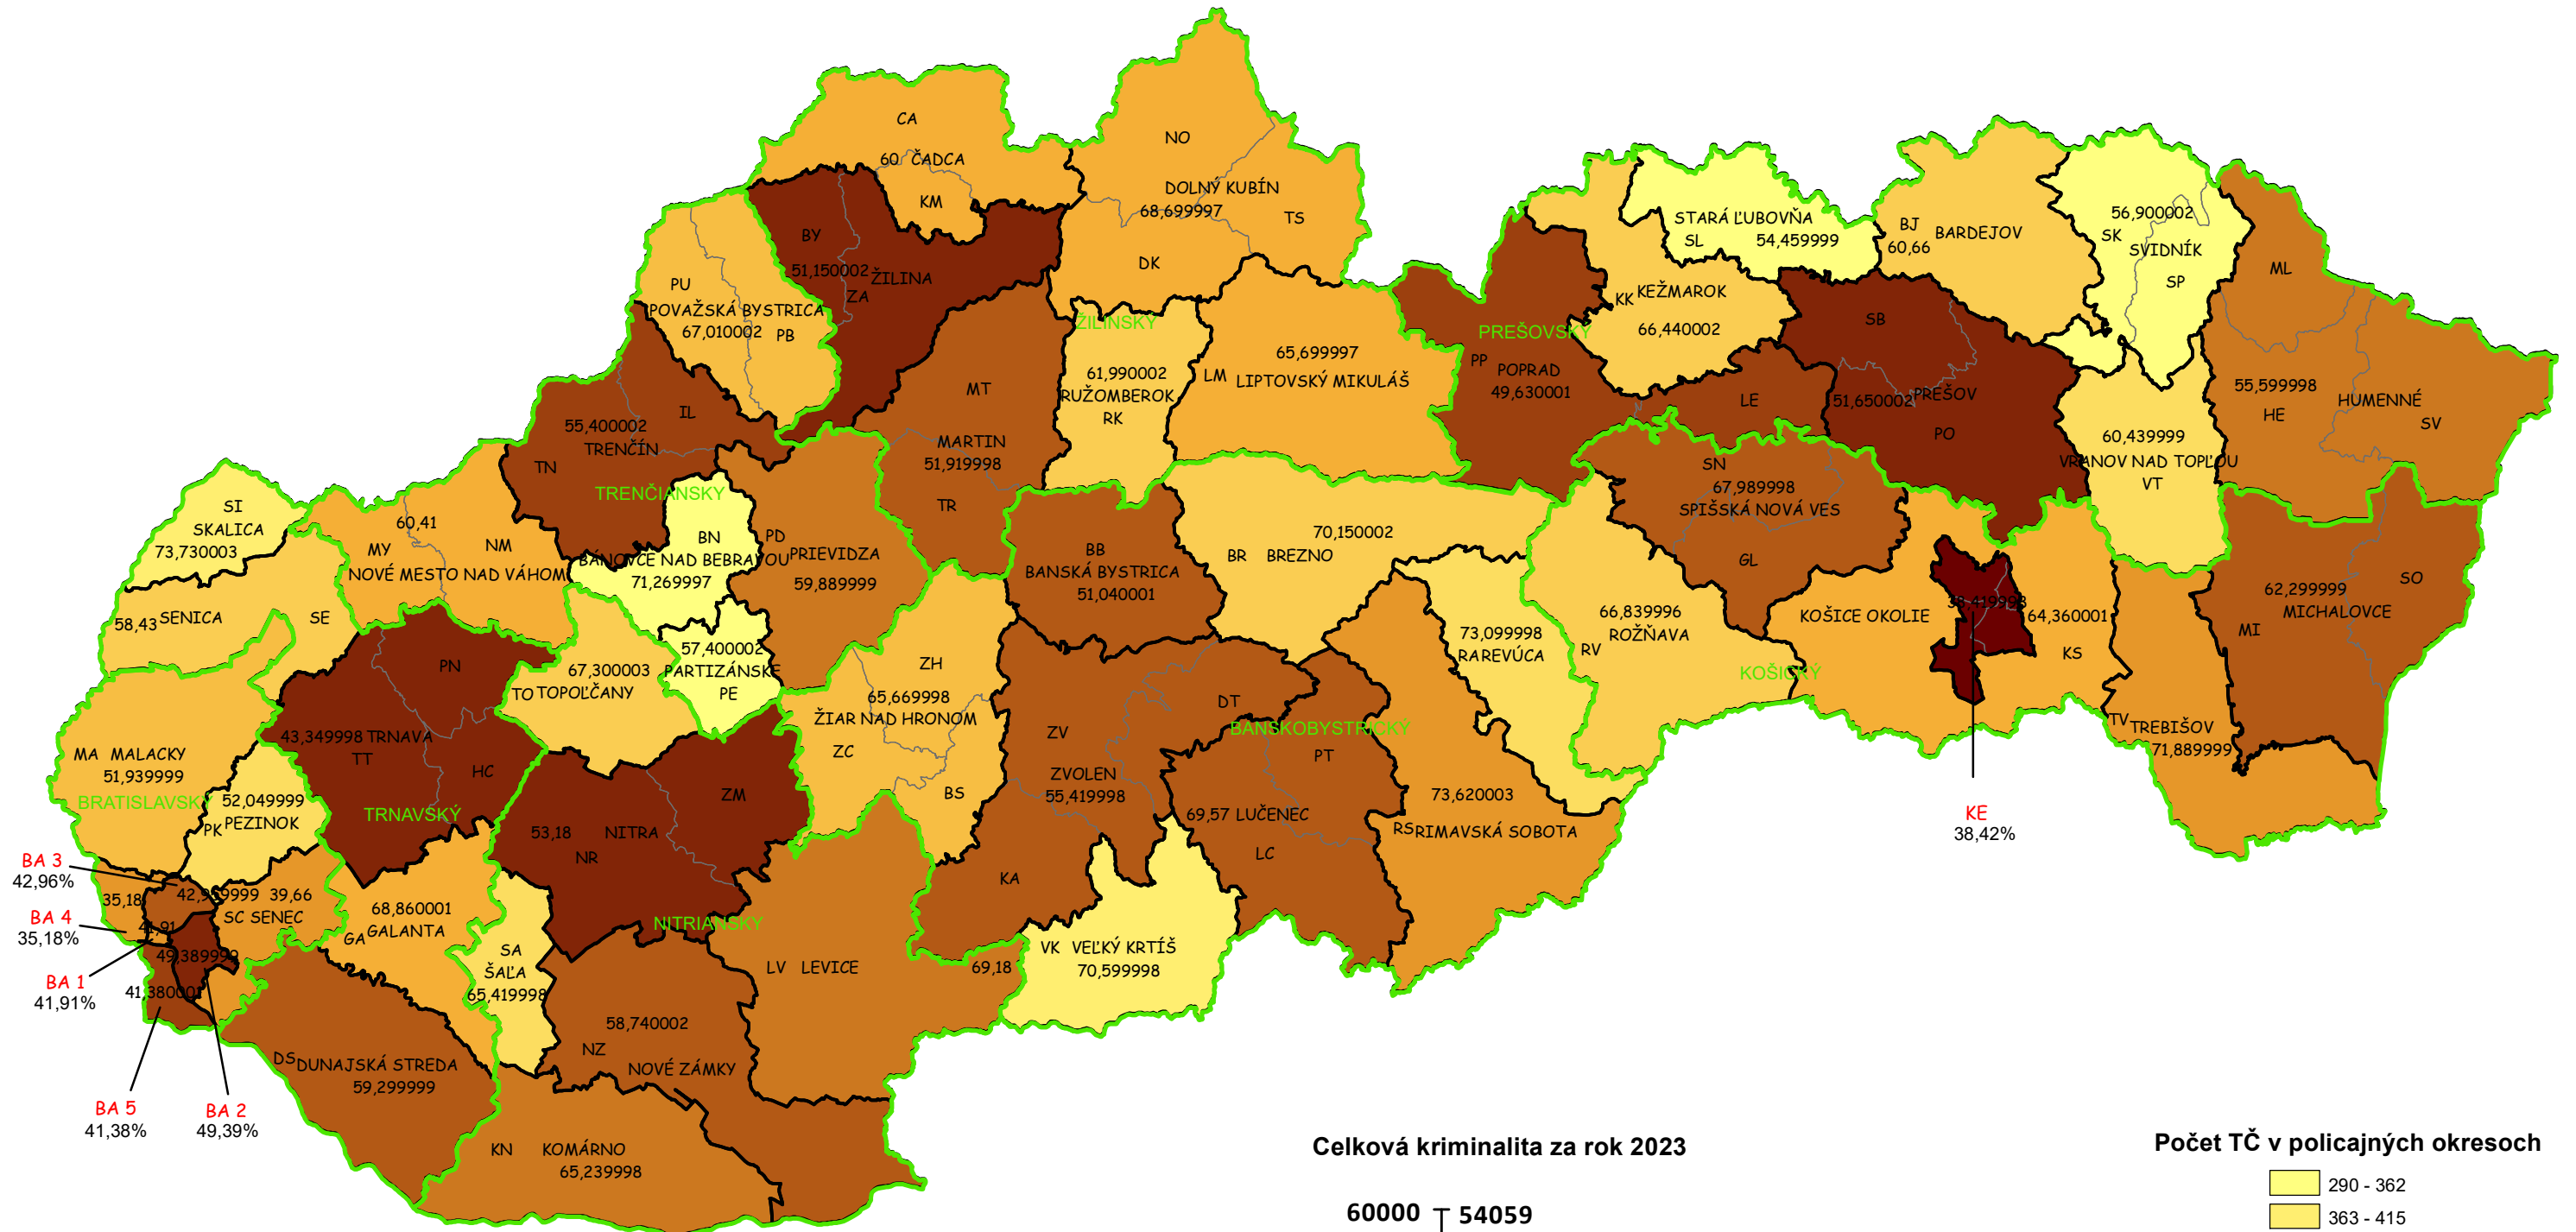 CA
60 ČADCA
KM
NO
DOLNÝ KUBÍN
68,699997
TS
DK
BY
51,150002
ŽILINA
ZA
PU
POVAŽSKÁ BYSTRICA
67,010002
PB
STARÁ ĽUBOVŇA
SL
54,459999
BJ
BARDEJOV
60,66
56,900002
SK
SVIDNÍK
SP
ML
KK KEŽMAROK
66,440002
ŽILINSKÝ
PREŠOVSKÝ
SB
65,699997
LM LIPTOVSKÝ MIKULÁŠ
PP
POPRAD
49,630001
61,990002
RUŽOMBEROK
RK
MT
MARTIN
51,919998
TR
IL
55,400002
TRENČÍN
TN
TRENČIANSKY
LE
51,650002
PREŠOV
PO
55,599998
HUMENNÉ
HE
SV
60,439999
VRANOV NAD TOPĽOU
VT
SN
67,989998
SPIŠSKÁ NOVÁ VES
GL
SI
SKALICA
73,730003
60,41
MY
NM
NOVÉ MESTO NAD VÁHOM
BN
BÁNOVCE NAD BEBRAVOU
71,269997
PD
PRIEVIDZA
59,889999
BB
BANSKÁ BYSTRICA
51,040001
70,150002
BR BREZNO
62,299999
MICHALOVCE
MI
SO
58,43 SENICA
SE
KOŠICE OKOLIE
38,419998
64,360001
KS
66,839996
ROŽŇAVA
RV
73,099998
RA REVÚCA
KOŠICKÝ
57,400002
PARTIZÁNSKE
PE
67,300003
TO TOPOĽČANY
PN
ZH
65,669998
ŽIAR NAD HRONOM
ZC
BS
DT
ZV
BANSKOBYSTRICKÝ
PT
TV
TREBIŠOV
71,889999
43,349998 TRNAVA
TT
HC
MA MALACKY
51,939999
BRATISLAVSKÝ
52,049999
PK PEZINOK
TRNAVSKÝ
ZVOLEN
55,419998
ZM
53,18
NITRA
NR
69,57 LUČENEC
LC
73,620003
RS RIMAVSKÁ SOBOTA
KE
38,42%
BA 3
42,96%
BA 4
35,18%
BA 1
41,91%
35,18
42,959999
39,66
SC SENEC
41,91
49,389999
41,380001
68,860001
GA GALANTA
NITRIANSKY
KA
SA
ŠAĽA
65,419998
LV LEVICE
69,18
VK VEĽKÝ KRTÍŠ
70,599998
58,740002
NZ
NOVÉ ZÁMKY
DS DUNAJSKÁ STREDA
59,299999
BA 5
41,38%
BA 2
49,39%
KN KOMÁRNO
65,239998
Celková kriminalita za rok 2023
60000
54059
Počet TČ v policajných okresoch
290 - 362
363 - 415